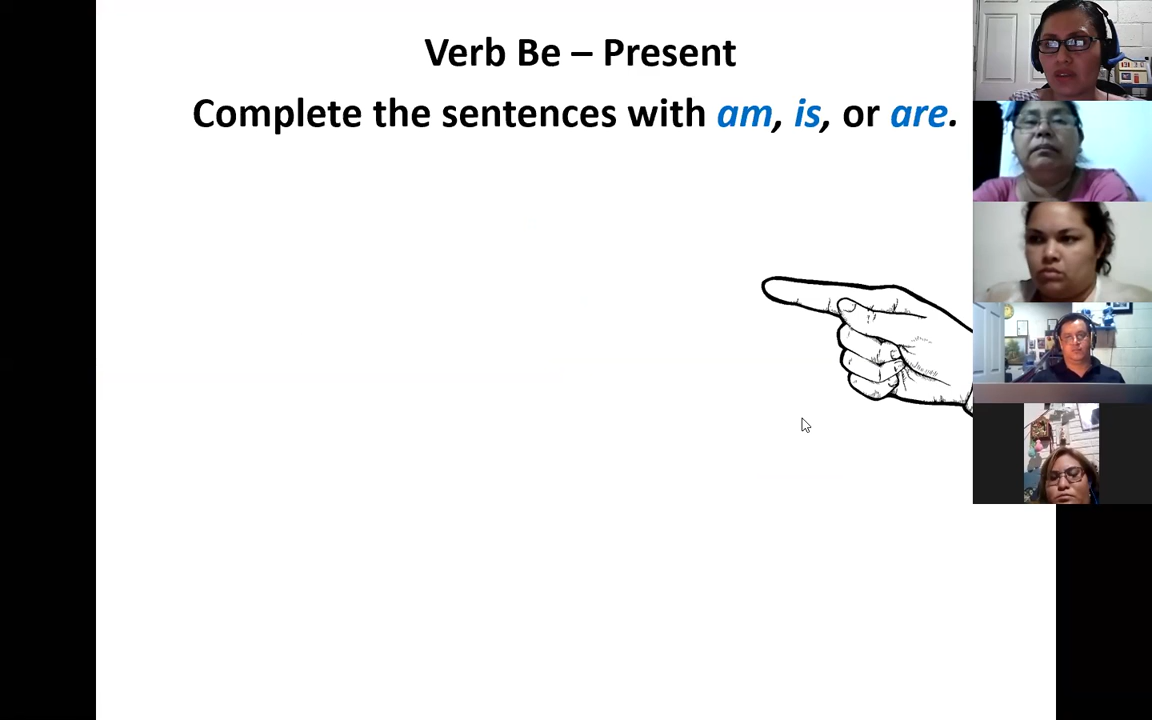 Verb Be – Present
Complete the sentences with am, is, or are.